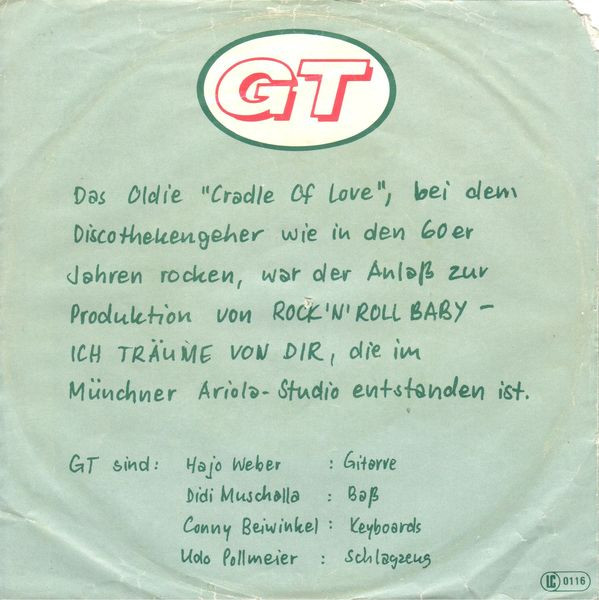 GT
Das Oldie "Cradle Of Love", bei dem
Discothekengeher wie in den 60er
Jahren rocken, war der Anlaß zur
Produktion von ROCK'N'ROLL BABY –
ICH TRÄUME VON DIR, die im
Münchner Ariola-Studio entstanden ist.
GT sind: Hajo Weber : Gitarre
Didi Muschalla : Baß
Conny Beiwinkel : Keyboards
Udo Pollmeier : Schlagzeug
LC 0116